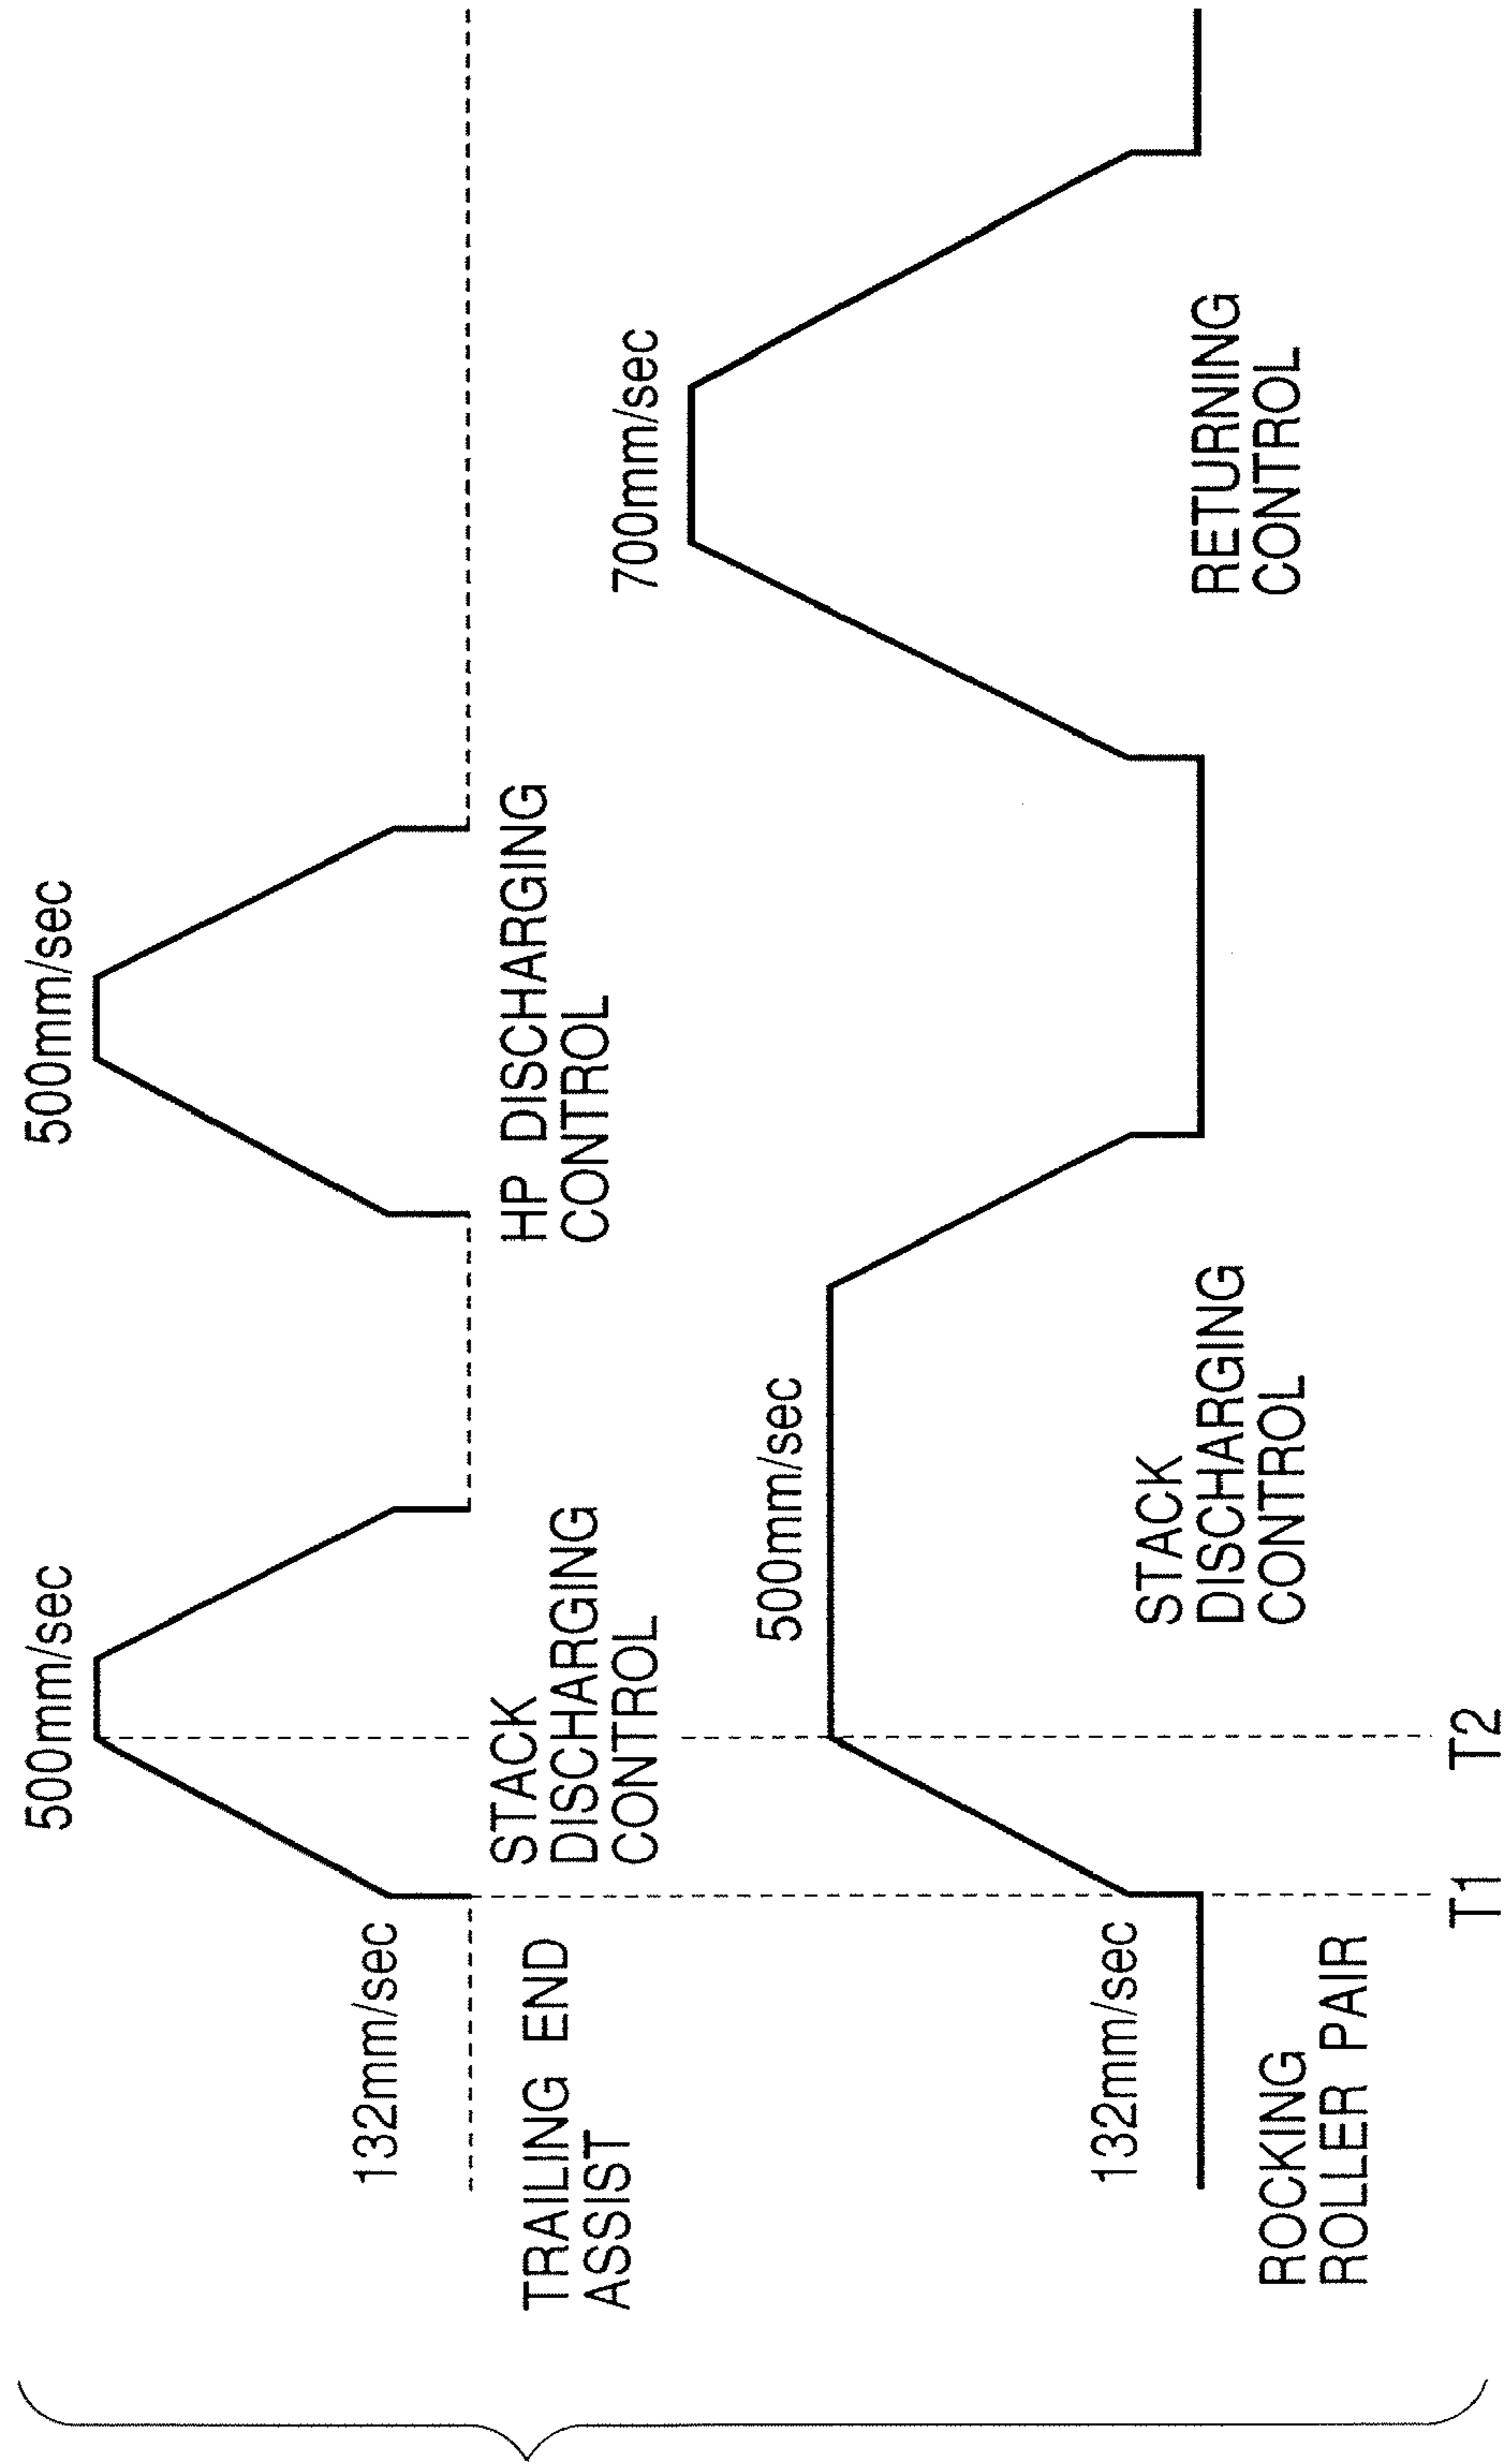 500mm/sec
500mm/sec
132mm/sec
TRAILING END
ASSIST
STACK
DISCHARGING
CONTROL
HP DISCHARGING
CONTROL
700mm/sec
500mm/sec
132mm/sec
ROCKING
ROLLER PAIR
STACK
DISCHARGING
CONTROL
RETURNING
CONTROL
T1
T2